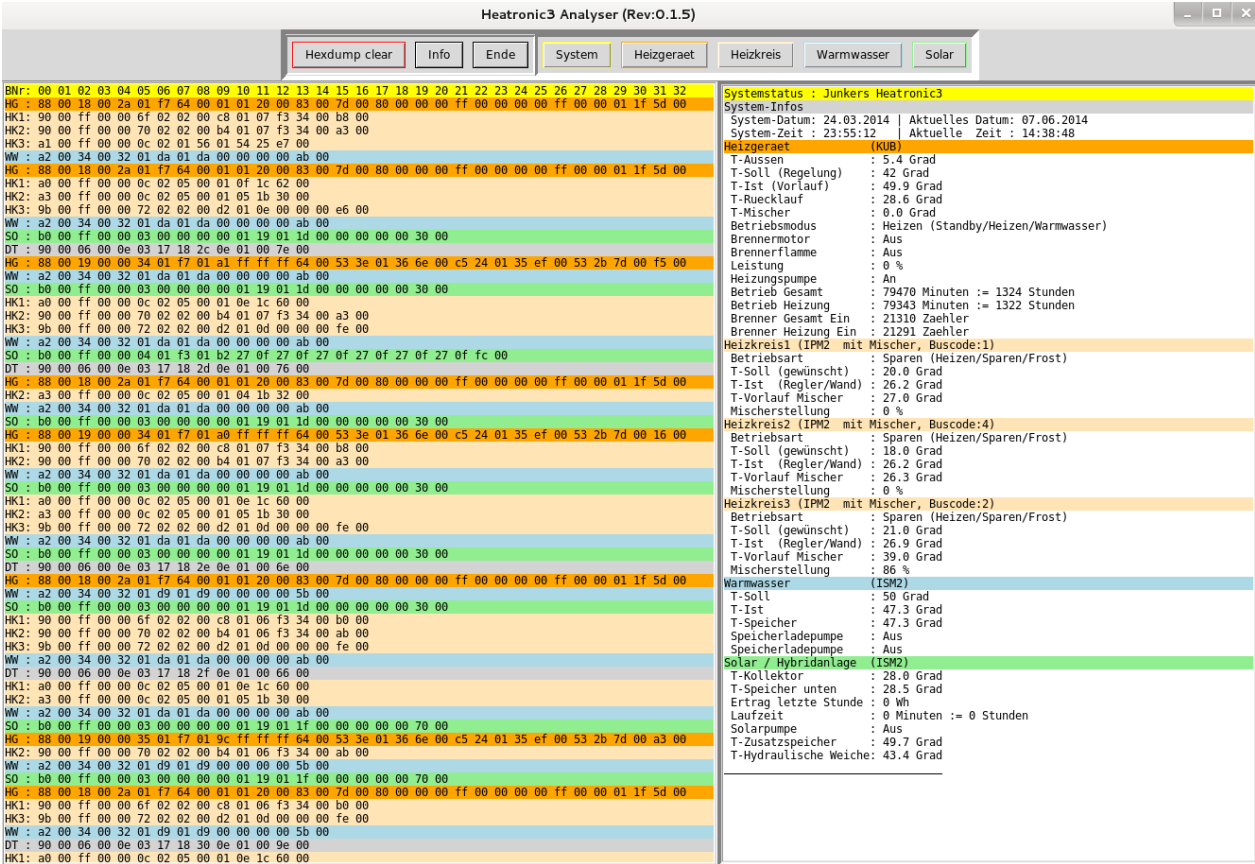 Heatronic3 Analyser (Rev:0.1.5)
Hexdump clear Info Ende System Heizgeraet Heizkreis Warmwasser Solar
BNr: 00 01 02 03 04 05 06 07 08 09 10 11 12 13 14 15 16 17 18 19 20 21 22 23 24 25 26 27 28 29 30 31 32
HG : 88 00 18 00 2a 01 f7 64 00 01 01 20 00 83 00 7d 00 80 00 00 00 ff 00 00 00 00 ff 00 00 01 1f 5d 00
HK1: 90 00 ff 00 00 6f 02 02 00 c8 01 07 f3 34 00 b8 00
HK2: 90 00 ff 00 00 70 02 02 00 b4 01 07 f3 34 00 a3 00
HK3: a1 00 ff 00 00 0c 02 01 56 01 54 25 e7 00
WW : a2 00 34 00 32 01 da 01 da 00 00 00 00 ab 00
HG : 88 00 18 00 2a 01 f7 64 00 01 01 20 00 83 00 7d 00 80 00 00 00 ff 00 00 00 00 ff 00 00 01 1f 5d 00
HK1: a0 00 ff 00 00 0c 02 05 00 01 0f 1c 62 00
HK2: a3 00 ff 00 00 0c 02 05 00 01 05 1b 30 00
HK3: 9b 00 ff 00 00 72 02 02 00 d2 01 0e 00 00 00 e6 00
WW : a2 00 34 00 32 01 da 01 da 00 00 00 00 ab 00
SO : b0 00 ff 00 00 03 00 00 00 00 01 19 01 1d 00 00 00 00 00 30 00
DT : 90 00 06 00 0e 03 17 18 2c 0e 01 00 7e 00
HG : 88 00 19 00 00 34 01 f7 01 a1 ff ff ff 64 00 53 3e 01 36 6e 00 c5 24 01 35 ef 00 53 2b 7d 00 f5 00
WW : a2 00 34 00 32 01 da 01 da 00 00 00 00 ab 00
SO : b0 00 ff 00 00 03 00 00 00 00 01 19 01 1d 00 00 00 00 00 30 00
HK1: a0 00 ff 00 00 0c 02 05 00 01 0e 1c 60 00
HK2: 90 00 ff 00 00 70 02 02 00 b4 01 07 f3 34 00 a3 00
HK3: 9b 00 ff 00 00 72 02 02 00 d2 01 0d 00 00 00 fe 00
WW : a2 00 34 00 32 01 da 01 da 00 00 00 00 ab 00
SO : b0 00 ff 00 00 04 01 f3 01 b2 27 0f 27 0f 27 0f 27 0f 27 0f 27 0f fc 00
DT : 90 00 06 00 0e 03 17 18 2d 0e 01 00 76 00
HG : 88 00 18 00 2a 01 f7 64 00 01 01 20 00 83 00 7d 00 80 00 00 00 ff 00 00 00 00 ff 00 00 01 1f 5d 00
HK2: a3 00 ff 00 00 0c 02 05 00 01 04 1b 32 00
WW : a2 00 34 00 32 01 da 01 da 00 00 00 00 ab 00
SO : b0 00 ff 00 00 03 00 00 00 00 01 19 01 1d 00 00 00 00 00 30 00
HG : 88 00 19 00 00 34 01 f7 01 a0 ff ff ff 64 00 53 3e 01 36 6e 00 c5 24 01 35 ef 00 53 2b 7d 00 16 00
HK1: 90 00 ff 00 00 6f 02 02 00 c8 01 07 f3 34 00 b8 00
HK2: 90 00 ff 00 00 70 02 02 00 b4 01 07 f3 34 00 a3 00
WW : a2 00 34 00 32 01 da 01 da 00 00 00 00 ab 00
SO : b0 00 ff 00 00 03 00 00 00 00 01 19 01 1d 00 00 00 00 00 30 00
HK1: a0 00 ff 00 00 0c 02 05 00 01 0e 1c 60 00
HK2: a3 00 ff 00 00 0c 02 05 00 01 05 1b 30 00
HK3: 9b 00 ff 00 00 72 02 02 00 d2 01 0d 00 00 00 fe 00
WW : a2 00 34 00 32 01 da 01 da 00 00 00 00 ab 00
SO : b0 00 ff 00 00 03 00 00 00 00 01 19 01 1d 00 00 00 00 00 30 00
DT : 90 00 06 00 0e 03 17 18 2e 0e 01 00 6e 00
HG : 88 00 18 00 2a 01 f7 64 00 01 01 20 00 83 00 7d 00 80 00 00 00 ff 00 00 00 00 ff 00 00 01 1f 5d 00
WW : a2 00 34 00 32 01 d9 01 d9 00 00 00 00 5b 00
SO : b0 00 ff 00 00 03 00 00 00 00 01 19 01 1d 00 00 00 00 00 30 00
HK1: 90 00 ff 00 00 6f 02 02 00 c8 01 06 f3 34 00 b0 00
HK2: 90 00 ff 00 00 70 02 02 00 b4 01 06 f3 34 00 ab 00
HK3: 9b 00 ff 00 00 72 02 02 00 d2 01 0d 00 00 00 fe 00
WW : a2 00 34 00 32 01 da 01 da 00 00 00 00 ab 00
DT : 90 00 06 00 0e 03 17 18 2f 0e 01 00 66 00
HK1: a0 00 ff 00 00 0c 02 05 00 01 0e 1c 60 00
HK2: a3 00 ff 00 00 0c 02 05 00 01 05 1b 30 00
WW : a2 00 34 00 32 01 da 01 da 00 00 00 00 ab 00
SO : b0 00 ff 00 00 03 00 00 00 00 01 19 01 1f 00 00 00 00 00 70 00
HG : 88 00 19 00 00 35 01 f7 01 9c ff ff ff 64 00 53 3e 01 36 6e 00 c5 24 01 35 ef 00 53 2b 7d 00 a3 00
HK2: 90 00 ff 00 00 70 02 02 00 b4 01 06 f3 34 00 ab 00
WW : a2 00 34 00 32 01 d9 01 d9 00 00 00 00 5b 00
SO : b0 00 ff 00 00 03 00 00 00 00 01 19 01 1f 00 00 00 00 00 70 00
HG : 88 00 18 00 2a 01 f7 64 00 01 01 20 00 83 00 7d 00 80 00 00 00 ff 00 00 00 00 ff 00 00 01 1f 5d 00
HK1: 90 00 ff 00 00 6f 02 02 00 c8 01 06 f3 34 00 b0 00
HK3: 9b 00 ff 00 00 72 02 02 00 d2 01 0d 00 00 00 fe 00
WW : a2 00 34 00 32 01 d9 01 d9 00 00 00 00 5b 00
DT : 90 00 06 00 0e 03 17 18 30 0e 01 00 9e 00
HK1: a0 00 ff 00 00 0c 02 05 00 01 0e 1c 60 00
Systemstatus : Junkers Heatronic3
System-Infos
System-Datum: 24.03.2014 | Aktuelles Datum: 07.06.2014
System-Zeit : 23:55:12 | Aktuelle Zeit : 14:38:48
Heizgeraet (KUB)
T-Aussen : 5.4 Grad
T-Soll (Regelung) : 42 Grad
T-Ist (Vorlauf) : 49.9 Grad
T-Ruecklauf : 28.6 Grad
T-Mischer : 0.0 Grad
Betriebsmodus : Heizen (Standby/Heizen/Warmwasser)
Brennermotor : Aus
Brennerflamme : Aus
Leistung : 0 %
Heizungspumpe : An
Betrieb Gesamt : 79470 Minuten := 1324 Stunden
Betrieb Heizung : 79343 Minuten := 1322 Stunden
Brenner Gesamt Ein : 21310 Zaehler
Brenner Heizung Ein : 21291 Zaehler
Heizkreis1 (IPM2 mit Mischer, Buscode:1)
Betriebsart : Sparen (Heizen/Sparen/Frost)
T-Soll (gewünscht) : 20.0 Grad
T-Ist (Regler/Wand) : 26.2 Grad
T-Vorlauf Mischer : 27.0 Grad
Mischerstellung : 0 %
Heizkreis2 (IPM2 mit Mischer, Buscode:4)
Betriebsart : Sparen (Heizen/Sparen/Frost)
T-Soll (gewünscht) : 18.0 Grad
T-Ist (Regler/Wand) : 26.2 Grad
T-Vorlauf Mischer : 26.3 Grad
Mischerstellung : 0 %
Heizkreis3 (IPM2 mit Mischer, Buscode:2)
Betriebsart : Sparen (Heizen/Sparen/Frost)
T-Soll (gewünscht) : 21.0 Grad
T-Ist (Regler/Wand) : 26.9 Grad
T-Vorlauf Mischer : 39.0 Grad
Mischerstellung : 86 %
Warmwasser (ISM2)
T-Soll : 50 Grad
T-Ist : 47.3 Grad
T-Speicher : 47.3 Grad
Speicherladepumpe : Aus
Speicherladepumpe : Aus
Solar / Hybridanlage (ISM2)
T-Kollektor : 28.0 Grad
T-Speicher unten : 28.5 Grad
Ertrag letzte Stunde : 0 Wh
Laufzeit : 0 Minuten := 0 Stunden
Solarpumpe : Aus
T-Zusatzspeicher : 49.7 Grad
T-Hydraulische Weiche: 43.4 Grad